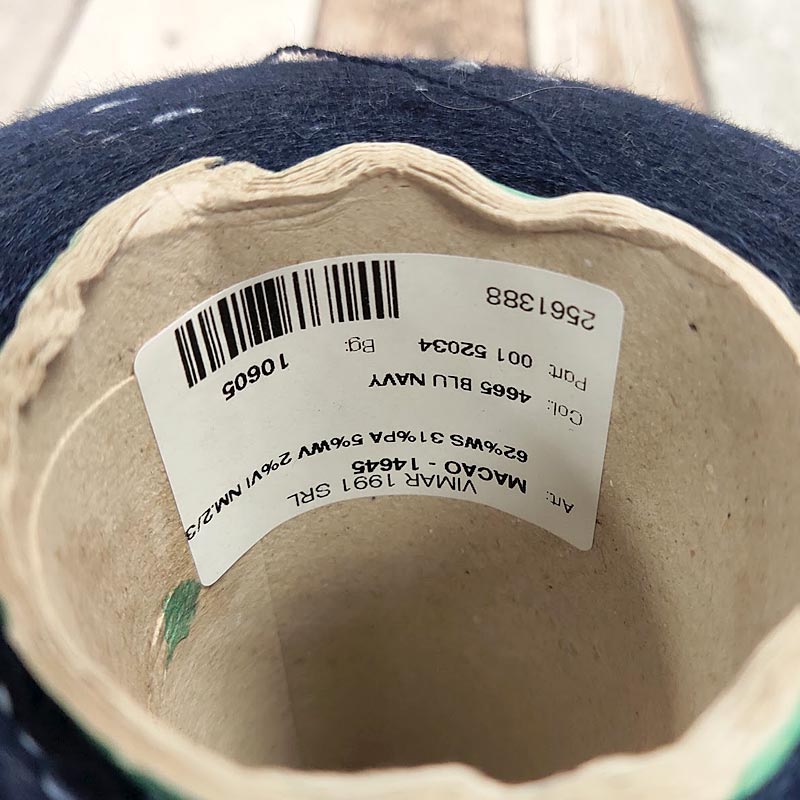 VIMAR 1991 SRL
Art: MACAO - 14645
62%WS 31%PA 5%WV 2%VI NM.2/3
Col.: 4665 BLU NAVY
Part: 001 52034 Bg: 10605
2561388